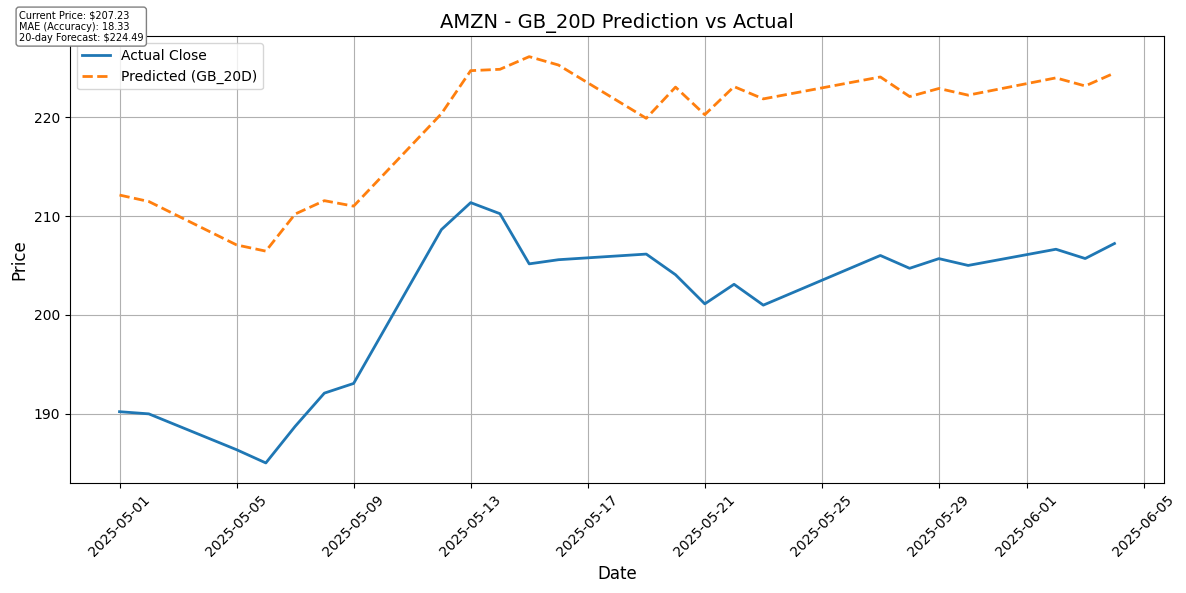 Current Price: $207.23
MAE (Accuracy): 18.33
20-day Forecast: $224.49
AMZN - GB_20D Prediction vs Actual
Actual Close
Predicted (GB_20D)
220
210
200
190
Price
2025-05-01
2025-05-05
2025-05-09
2025-05-13
2025-05-17
2025-05-21
2025-05-25
2025-05-29
2025-06-01
2025-06-05
Date